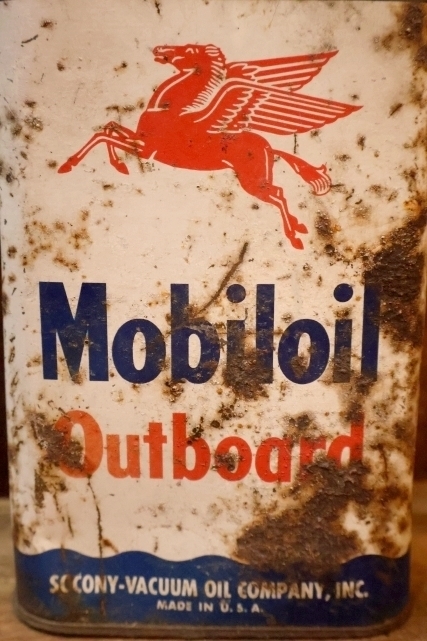 Mobiloil
Outboard
SOCONY-VACUUM OIL COMPANY, INC.
MADE IN U.S.A.